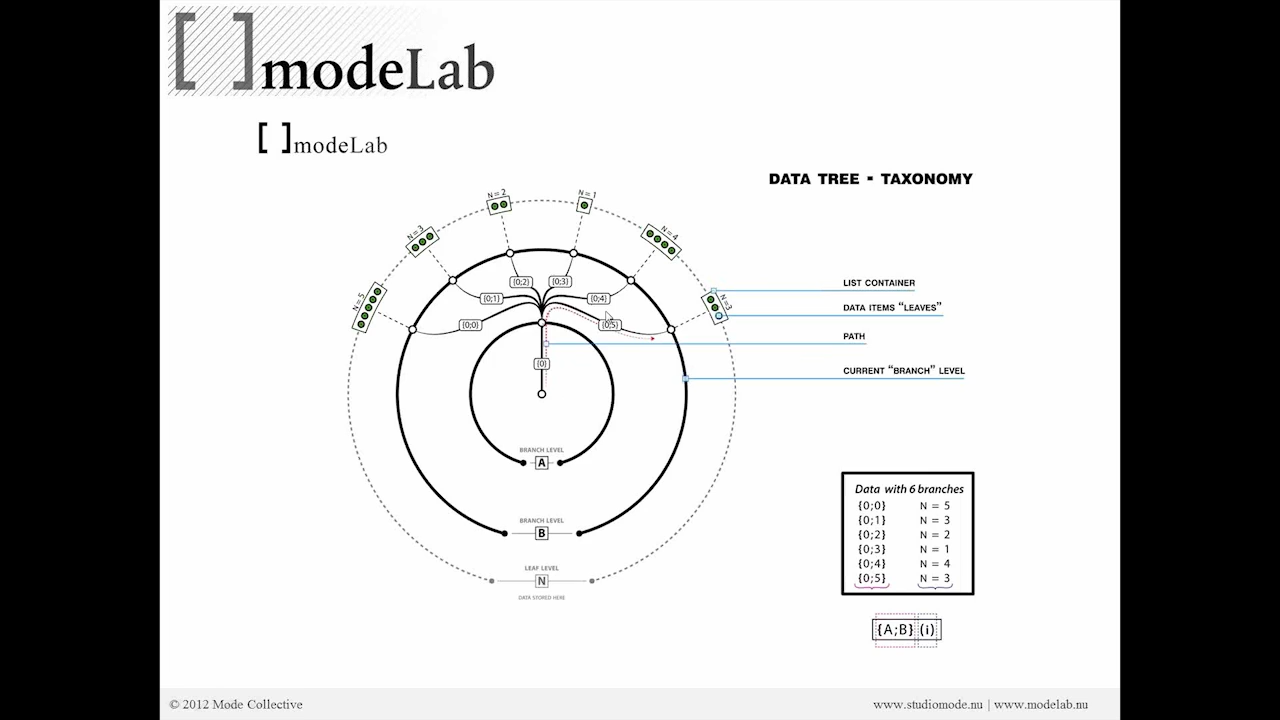 [ ]modeLab
[ ]modeLab
DATA TREE - TAXONOMY
N = 2
N = 1
N = 3
N = 4
N = 5
N=3
{0;2}
{0;3}
{0;1}
{0;4}
{0;0}
{0;5}
{0}
LIST CONTAINER
DATA ITEMS “LEAVES”
PATH
CURRENT “BRANCH” LEVEL
BRANCH LEVEL
A
BRANCH LEVEL
B
LEAF LEVEL
N
DATA STORED HERE
Data with 6 branches
{0;0} N = 5
{0;1} N = 3
{0;2} N = 2
{0;3} N = 1
{0;4} N = 4
{0;5} N = 3
{A;B} (i)
© 2012 Mode Collective
www.studiomode.nu | www.modelab.nu